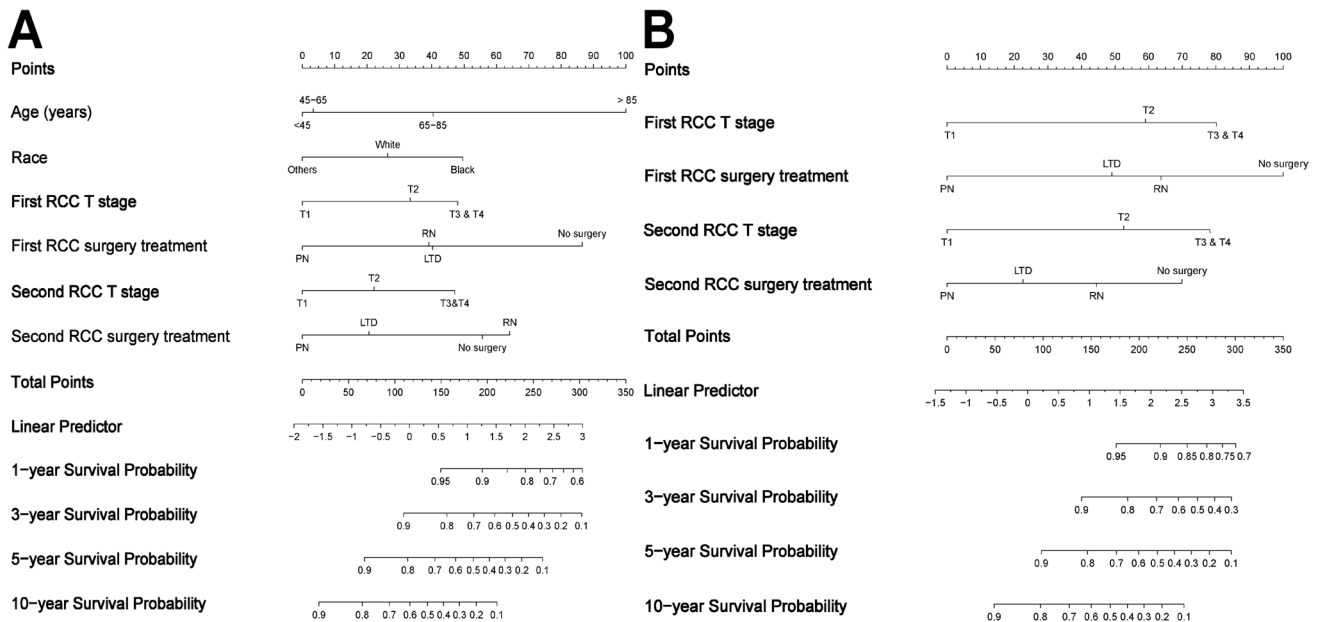 A
Points
0 10 20 30 40 50 60 70 80 90 100
Age (years)
45−65 > 85
<45 65−85
Race
White
Others Black
First RCC T stage
T2
T1 T3 & T4
First RCC surgery treatment
RN No surgery
PN LTD
Second RCC T stage
T2
T1 T3&T4
Second RCC surgery treatment
LTD RN
PN No surgery
Total Points
0 50 100 150 200 250 300 350
Linear Predictor
−2 −1.5 −1 −0.5 0 0.5 1 1.5 2 2.5 3
1−year Survival Probability
0.95 0.9 0.8 0.7 0.6
3−year Survival Probability
0.9 0.8 0.7 0.6 0.5 0.4 0.3 0.2 0.1
5−year Survival Probability
0.9 0.8 0.7 0.6 0.5 0.4 0.3 0.2 0.1
10−year Survival Probability
0.9 0.8 0.7 0.6 0.5 0.4 0.3 0.2 0.1
B
Points
0 10 20 30 40 50 60 70 80 90 100
First RCC T stage
T2
T1 T3 & T4
First RCC surgery treatment
LTD No surgery
PN RN
Second RCC T stage
T2
T1 T3 & T4
Second RCC surgery treatment
LTD No surgery
PN RN
Total Points
0 50 100 150 200 250 300 350
Linear Predictor
−1.5 −1 −0.5 0 0.5 1 1.5 2 2.5 3 3.5
1−year Survival Probability
0.95 0.9 0.85 0.8 0.75 0.7
3−year Survival Probability
0.9 0.8 0.7 0.6 0.5 0.4 0.3
5−year Survival Probability
0.9 0.8 0.7 0.6 0.5 0.4 0.3 0.2 0.1
10−year Survival Probability
0.9 0.8 0.7 0.6 0.5 0.4 0.3 0.2 0.1